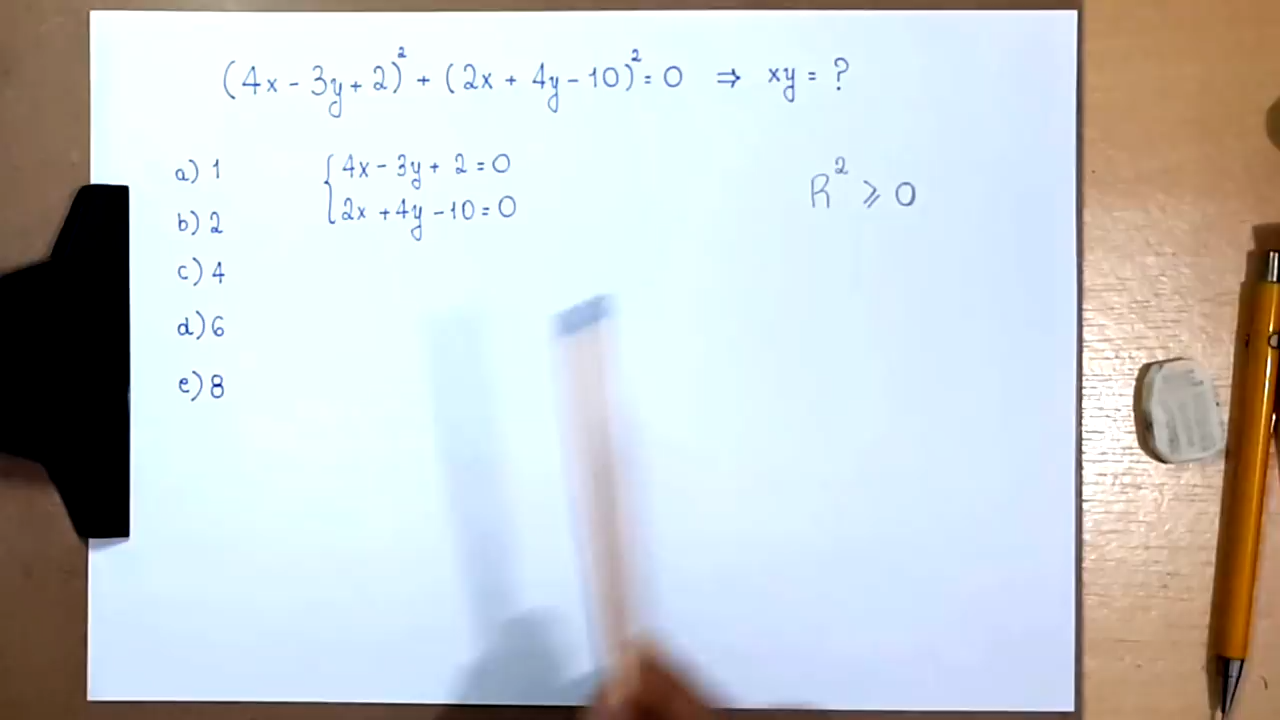 (4x - 3y + 2)² + (2x + 4y - 10)² = 0 ⇒ xy = ?
a) 1
b) 2
c) 4
d) 6
e) 8
{ 4x - 3y + 2 = 0
2x + 4y - 10 = 0
R² ⩾ 0